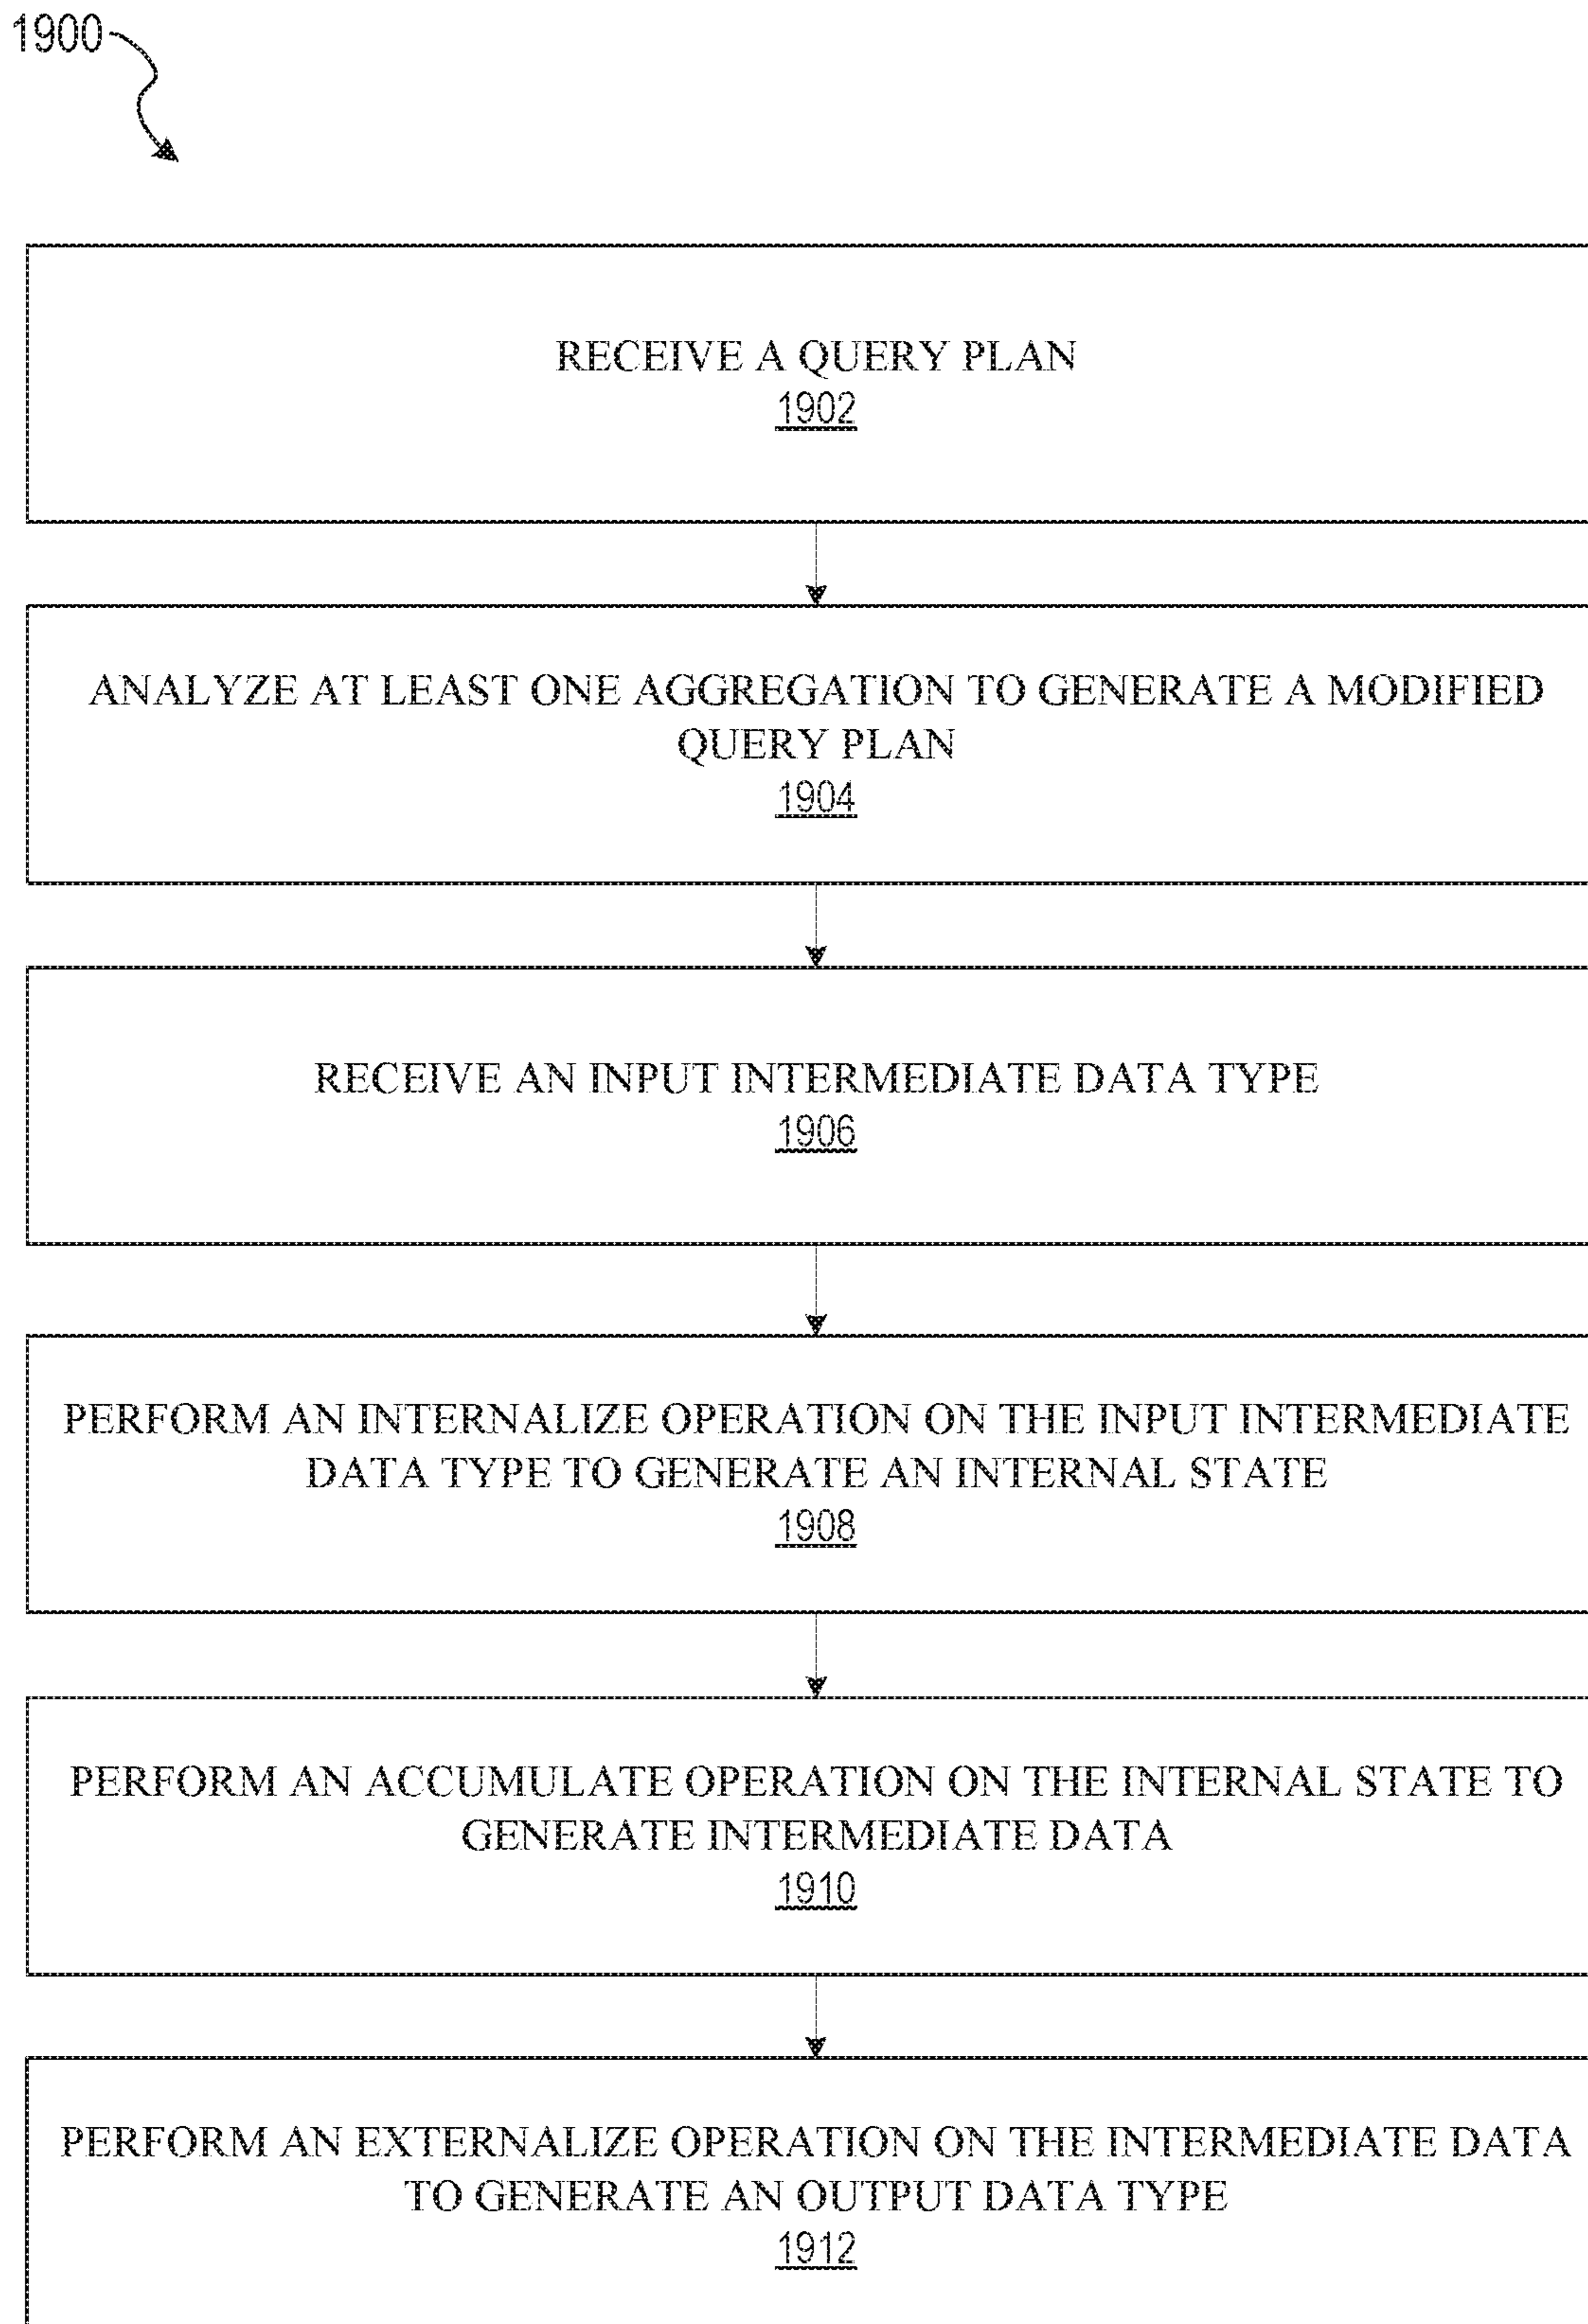 1900
RECEIVE A QUERY PLAN
1902
ANALYZE AT LEAST ONE AGGREGATION TO GENERATE A MODIFIED
QUERY PLAN
1904
RECEIVE AN INPUT INTERMEDIATE DATA TYPE
1906
PERFORM AN INTERNALIZE OPERATION ON THE INPUT INTERMEDIATE
DATA TYPE TO GENERATE AN INTERNAL STATE
1908
PERFORM AN ACCUMULATE OPERATION ON THE INTERNAL STATE TO
GENERATE INTERMEDIATE DATA
1910
PERFORM AN EXTERNALIZE OPERATION ON THE INTERMEDIATE DATA
TO GENERATE AN OUTPUT DATA TYPE
1912